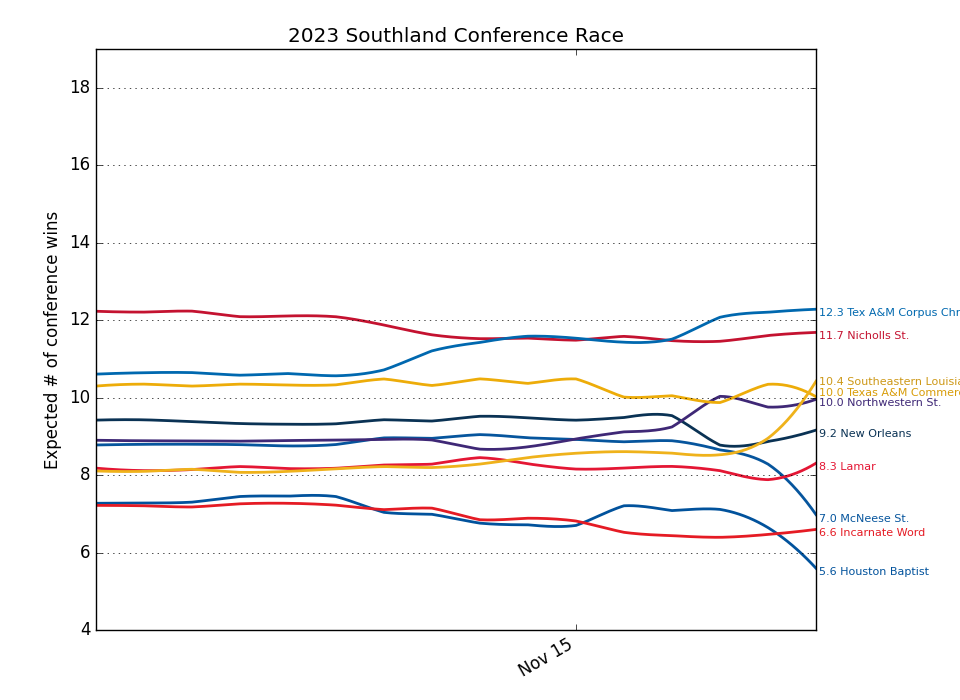 2023 Southland Conference Race
Expected # of conference wins
18
16
14
12
10
8
6
4
Nov 15
12.3 Tex A&M Corpus Chr
11.7 Nicholls St.
10.4 Southeastern Louisia
10.0 Texas A&M Commerc
10.0 Northwestern St.
9.2 New Orleans
8.3 Lamar
7.0 McNeese St.
6.6 Incarnate Word
5.6 Houston Baptist